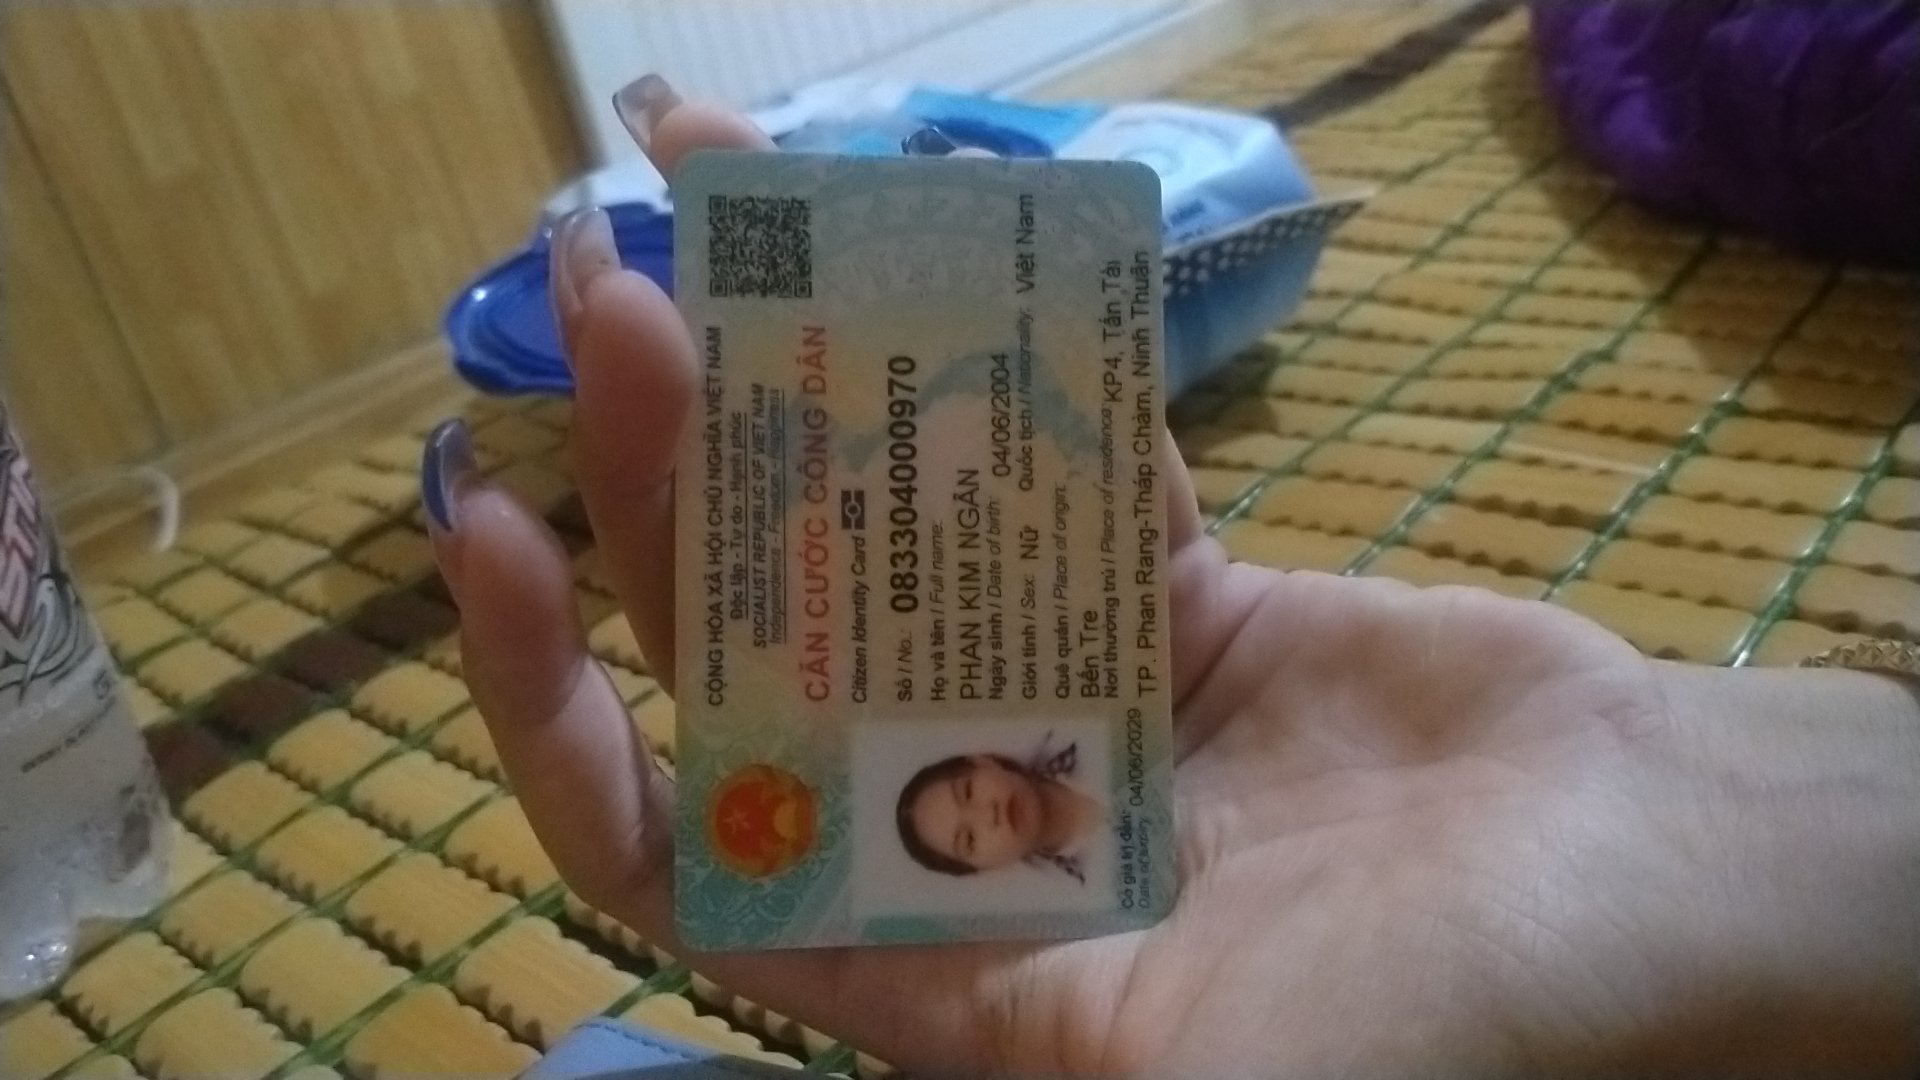 STING
CỘNG HÒA XÃ HỘI CHỦ NGHĨA VIỆT NAM
Độc lập - Tự do - Hạnh phúc
SOCIALIST REPUBLIC OF VIET NAM
Independence - Freedom - Happiness
CĂN CƯỚC CÔNG DÂN
Citizen Identity Card
Số / No.: 083304000970
Họ và tên / Full name:
PHAN KIM NGÂN
Ngày sinh / Date of birth: 04/06/2004
Giới tính / Sex: Nữ Quốc tịch / Nationality: Việt Nam
Quê quán / Place of origin:
Bến Tre
Nơi thường trú / Place of residence: KP4, Tấn Tài
TP. Phan Rang-Tháp Chàm, Ninh Thuận
Có giá trị đến: 04/06/2029
Date of expiry